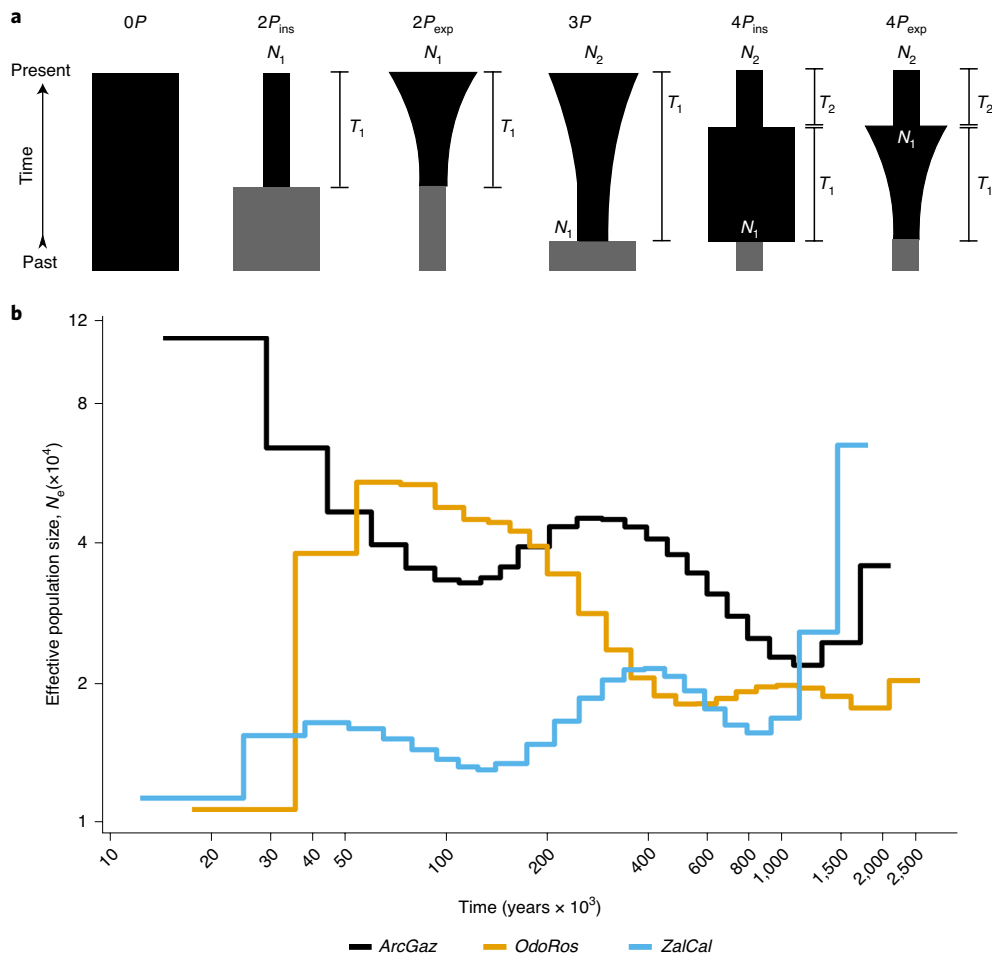 a
0P 2Pins 2Pexp 3P 4Pins 4Pexp
N1 N1 N2 N2 N2
Present
Time
Past
T1 T1 T1 T2 T2
N1 N1 N1 T1 T1
b
12
8
4
2
1
Effective population size, Ne(×10⁴)
10 20 30 40 50 100 200 400 600 800 1,000 1,500 2,000 2,500
Time (years × 10³)
ArcGaz OdoRos ZalCal